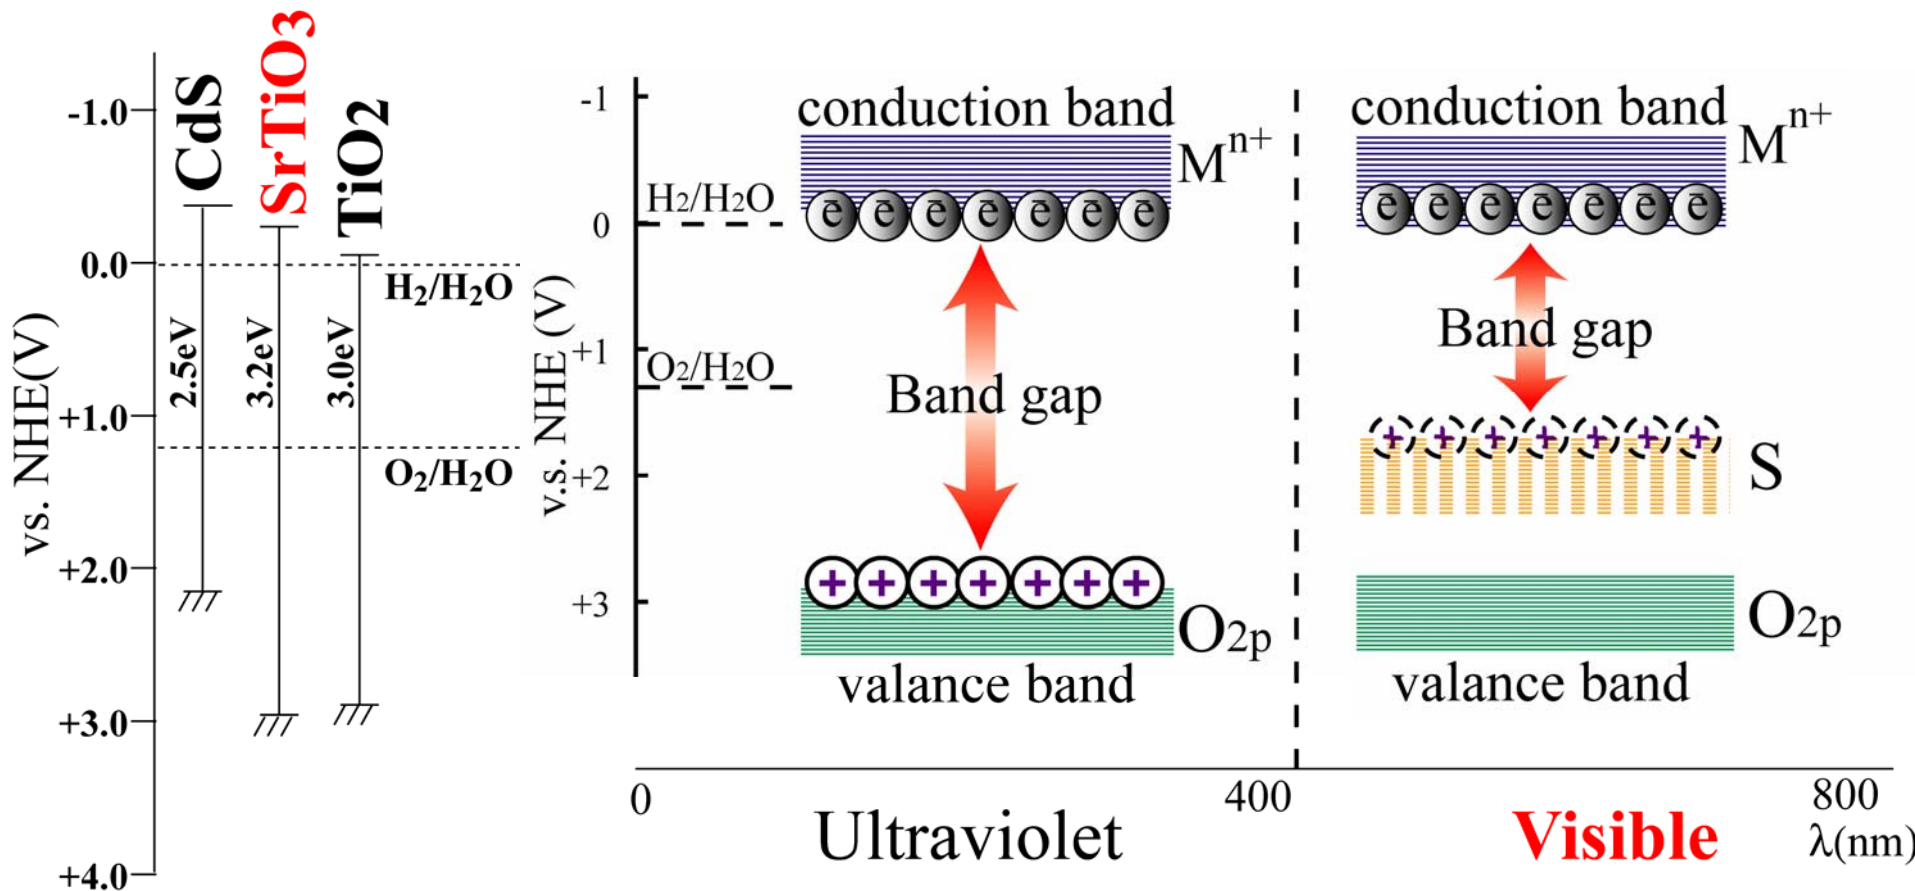 CdS
SrTiO3
TiO2
-1.0
0.0
+1.0
+2.0
+3.0
+4.0
vs. NHE(V)
2.5eV
3.2eV
3.0eV
H2/H2O
O2/H2O
-1
0
+1
+2
+3
v.s. NHE (V)
H2/H2O
O2/H2O
conduction band
Mn+
ē ē ē ē ē ē ē
Band gap
+ + + + + + +
O2p
valance band
conduction band
Mn+
ē ē ē ē ē ē ē
Band gap
+ + + + + + +
S
O2p
valance band
0
400
800
Ultraviolet
Visible
λ(nm)